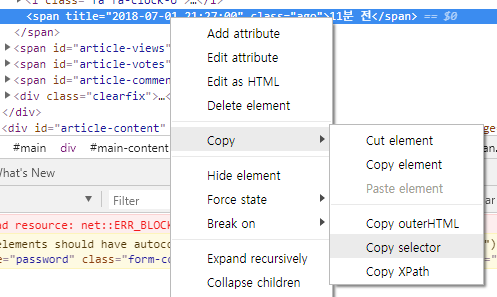 <span title="2018-07-01 21:27:00" class="ago">11분 전</span> == $0
</span>
<span id="article-views"
<span id="article-votes"
<span id="article-comme
<div class="clearfix">…<
</div>
<div id="article-content"
#main div #main-content
What's New
Filter
resource: net::ERR_BLOCK
elements should have autoco
="password" class="form-co
Add attribute
Edit attribute
Edit as HTML
Delete element
Copy
Hide element
Force state
Break on
Expand recursively
Collapse children
Cut element
Copy element
Paste element
Copy outerHTML
Copy selector
Copy XPath